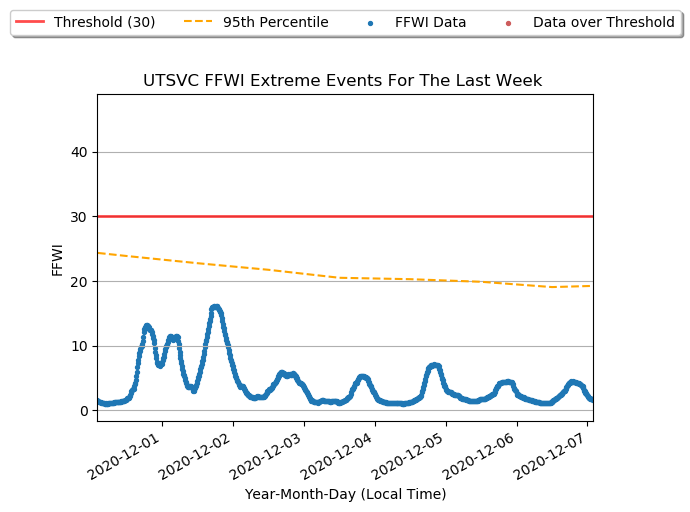 Threshold (30) 95th Percentile FFWI Data Data over Threshold
UTSVC FFWI Extreme Events For The Last Week
40
30
20
10
0
FFWI
2020-12-01 2020-12-02 2020-12-03 2020-12-04 2020-12-05 2020-12-06 2020-12-07
Year-Month-Day (Local Time)